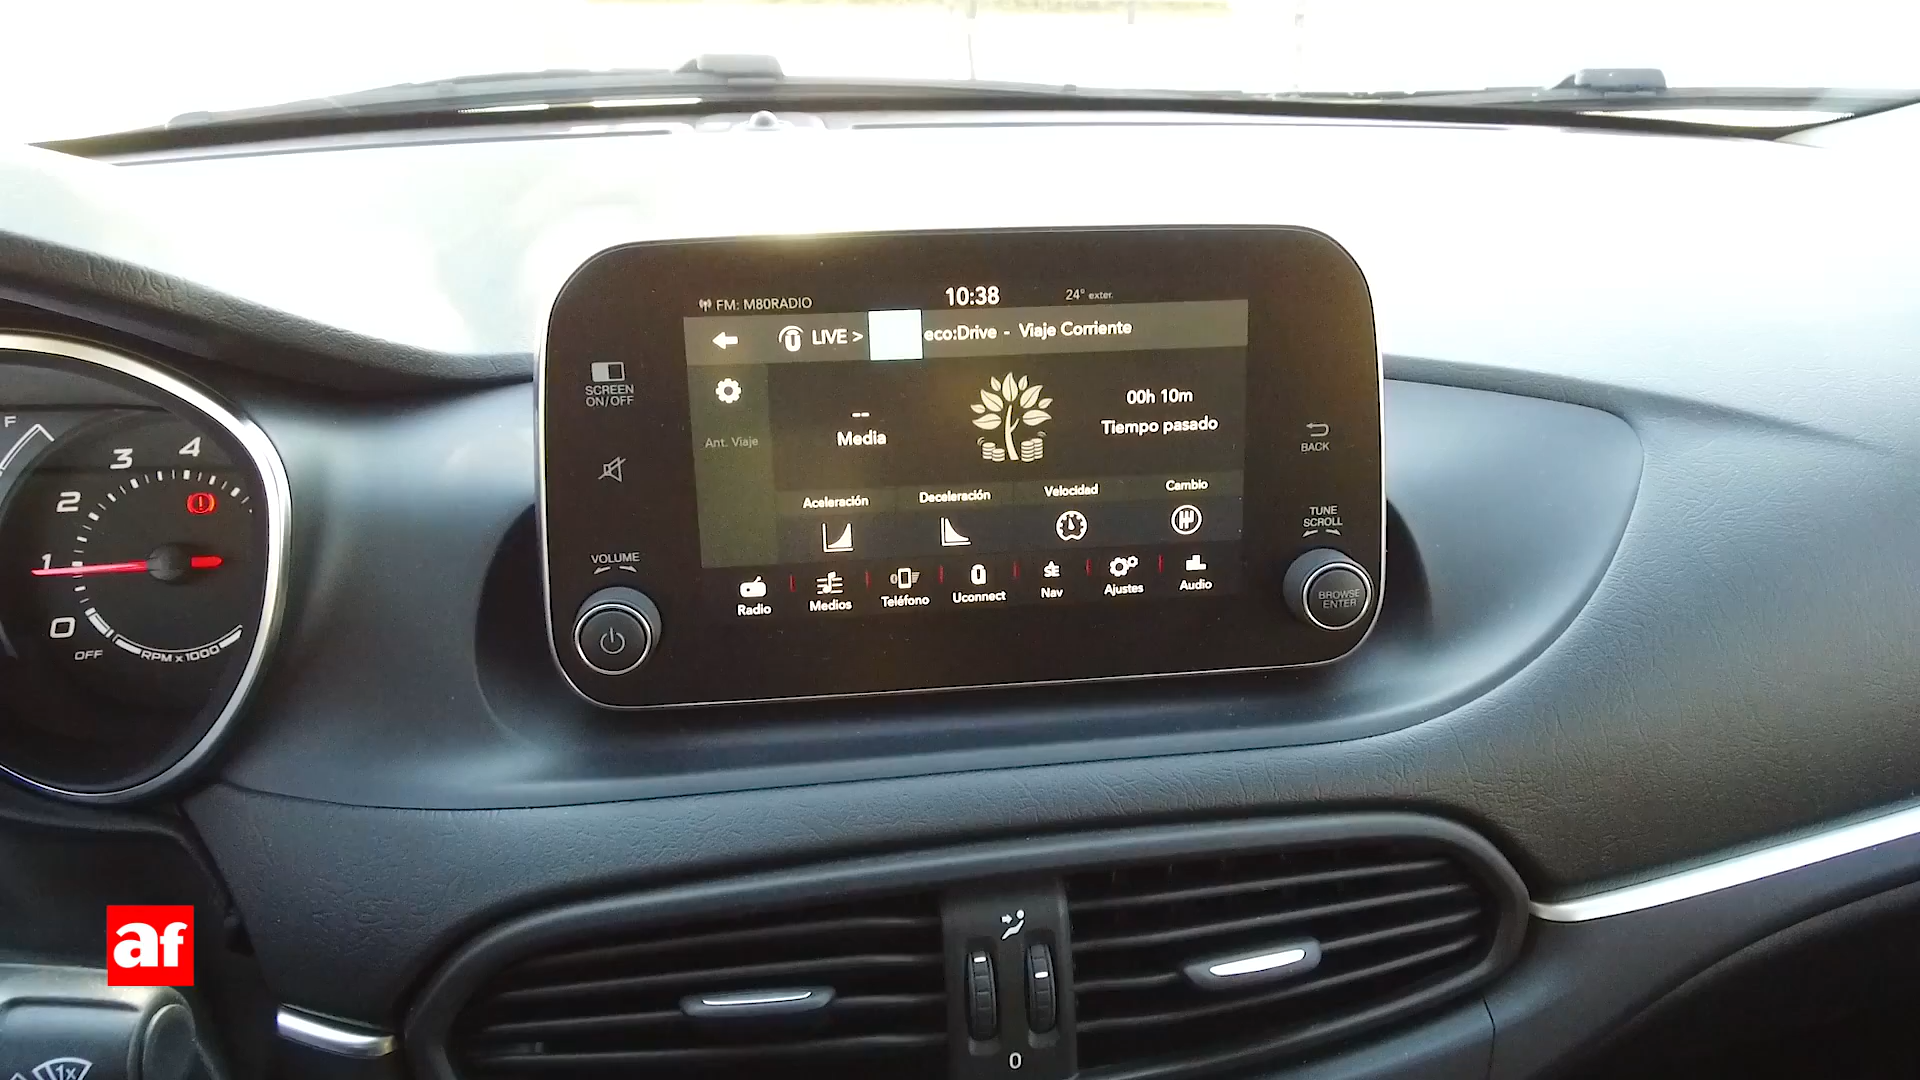 FM: M80RADIO
10:38
24° exter.
LIVE >
eco:Drive - Viaje Corriente
SCREEN
ON/OFF
Ant. Viaje
--
Media
00h 10m
Tiempo pasado
BACK
Aceleración
Deceleración
Velocidad
Cambio
TUNE
SCROLL
VOLUME
Radio
Medios
Teléfono
Uconnect
Nav
Ajustes
Audio
BROWSE
ENTER
F
4
3
2
1
0
OFF
RPM x1000
af
1x
0